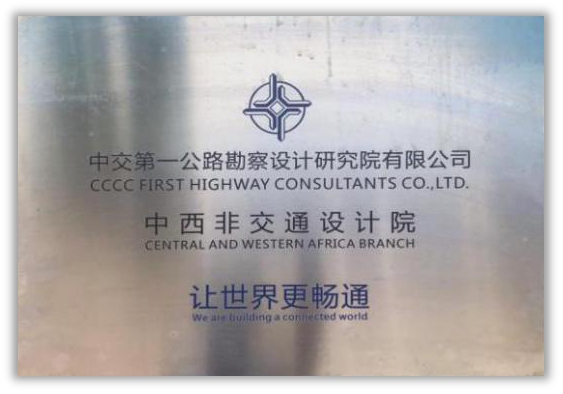 中交第一公路勘察设计研究院有限公司
CCCC FIRST HIGHWAY CONSULTANTS CO.,LTD.
中西非交通设计院
CENTRAL AND WESTERN AFRICA BRANCH
让世界更畅通
We are building a connected world